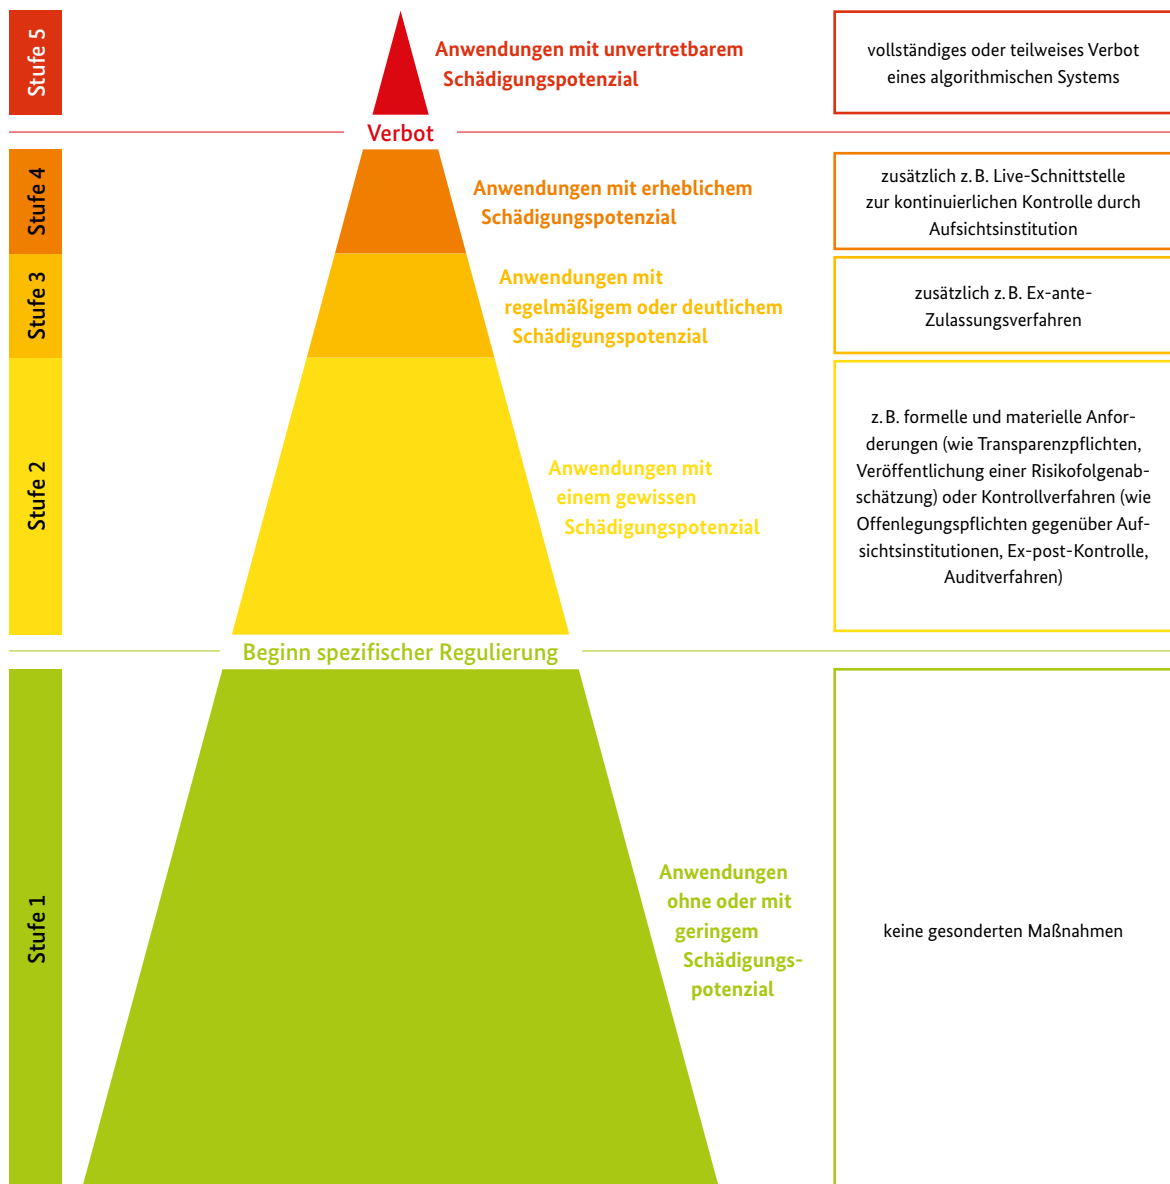 Stufe 5
Anwendungen mit unvertretbarem
Schädigungspotenzial
vollständiges oder teilweises Verbot
eines algorithmischen Systems
Verbot
Stufe 4
Anwendungen mit erheblichem
Schädigungspotenzial
zusätzlich z. B. Live-Schnittstelle
zur kontinuierlichen Kontrolle durch
Aufsichtsinstitution
Stufe 3
Anwendungen mit
regelmäßigem oder deutlichem
Schädigungspotenzial
zusätzlich z. B. Ex-ante-
Zulassungsverfahren
Stufe 2
Anwendungen mit
einem gewissen
Schädigungspotenzial
z. B. formelle und materielle Anfor-
derungen (wie Transparenzpflichten,
Veröffentlichung einer Risikofolgenab-
schätzung) oder Kontrollverfahren (wie
Offenlegungspflichten gegenüber Auf-
sichtsinstitutionen, Ex-post-Kontrolle,
Auditverfahren)
Beginn spezifischer Regulierung
Stufe 1
Anwendungen
ohne oder mit
geringem
Schädigungs-
potenzial
keine gesonderten Maßnahmen